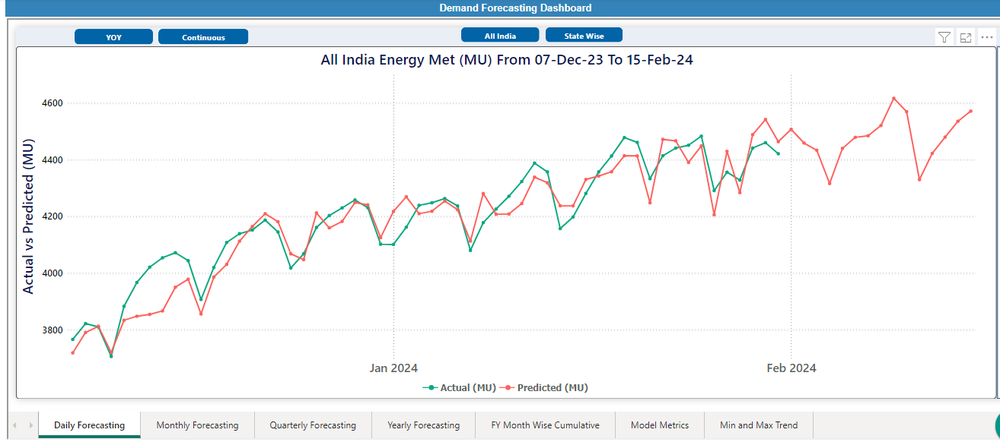 Demand Forecasting Dashboard
YOY Continuous All India State Wise
All India Energy Met (MU) From 07-Dec-23 To 15-Feb-24
Actual vs Predicted (MU)
4600
4400
4200
4000
3800
Jan 2024 Feb 2024
Actual (MU) Predicted (MU)
Daily Forecasting Monthly Forecasting Quarterly Forecasting Yearly Forecasting FY Month Wise Cumulative Model Metrics Min and Max Trend